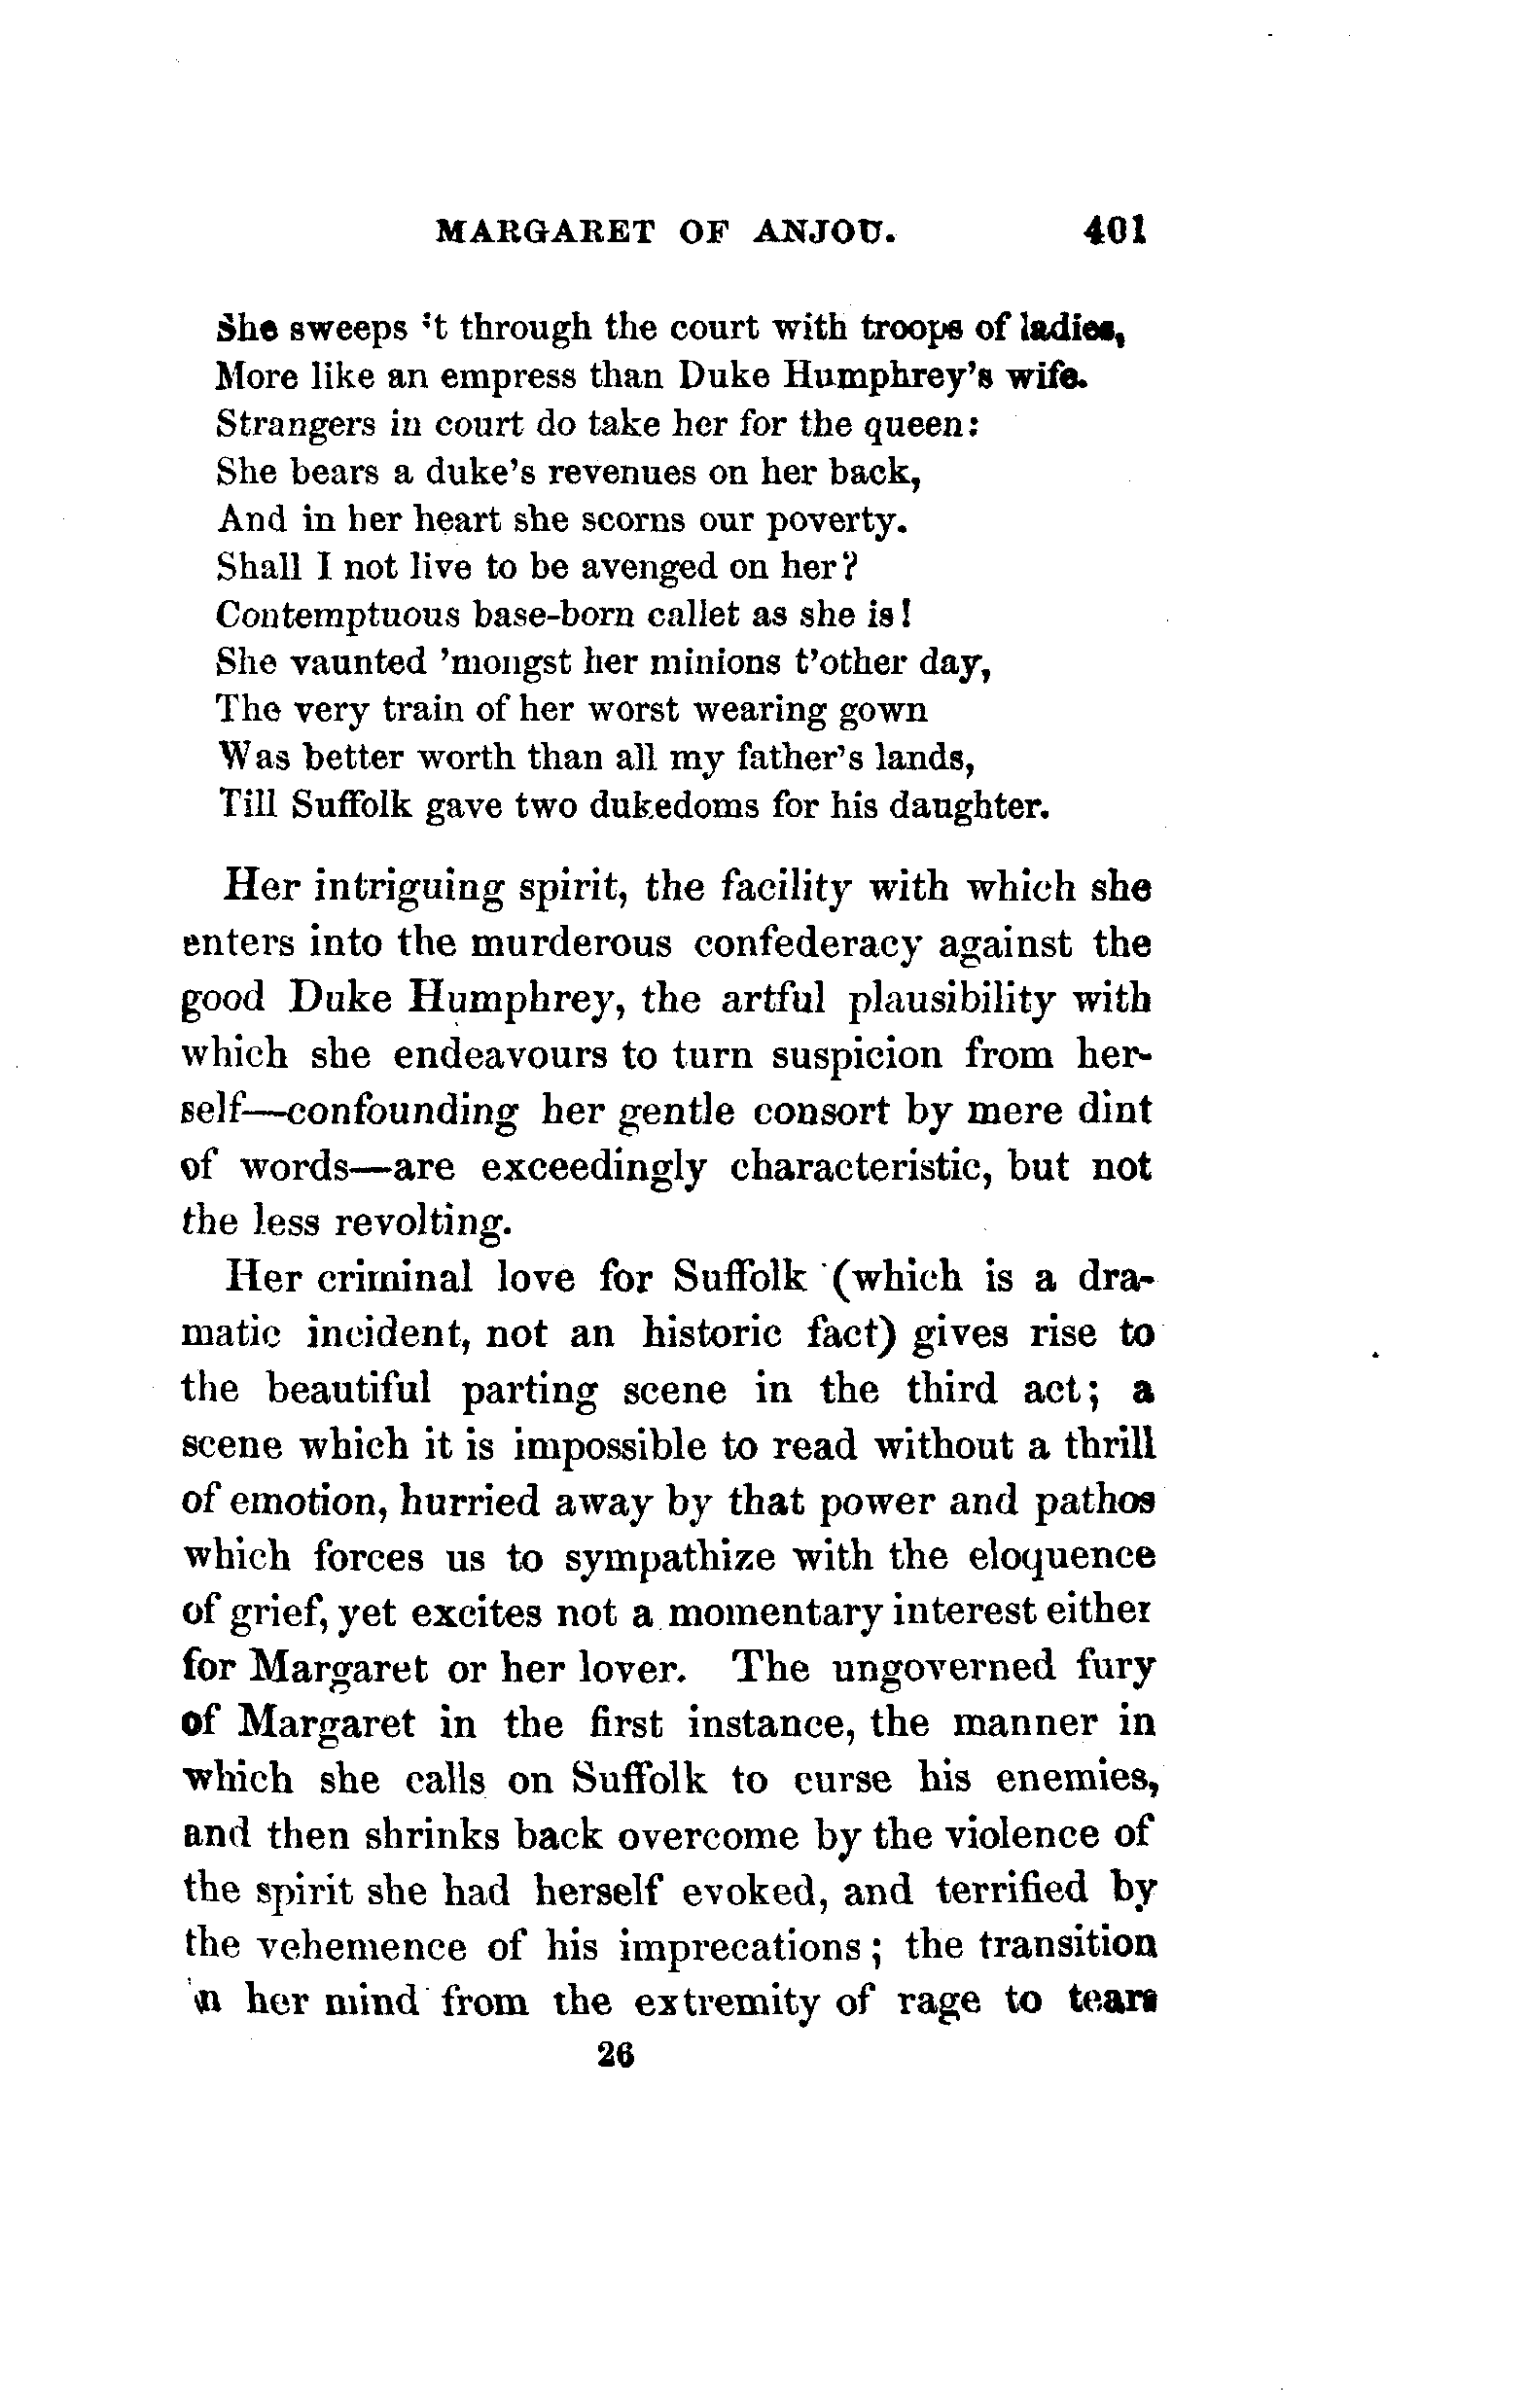 MARGARET OF ANJOU. 401
She sweeps 't through the court with troops of ladies,
More like an empress than Duke Humphrey's wife.
Strangers in court do take her for the queen:
She bears a duke's revenues on her back,
And in her heart she scorns our poverty.
Shall I not live to be avenged on her?
Contemptuous base-born callet as she is!
She vaunted 'mongst her minions t'other day,
The very train of her worst wearing gown
Was better worth than all my father's lands,
Till Suffolk gave two dukedoms for his daughter.
Her intriguing spirit, the facility with which she
enters into the murderous confederacy against the
good Duke Humphrey, the artful plausibility with
which she endeavours to turn suspicion from her-
self—confounding her gentle consort by mere dint
of words—are exceedingly characteristic, but not
the less revolting.
Her criminal love for Suffolk (which is a dra-
matic incident, not an historic fact) gives rise to
the beautiful parting scene in the third act; a
scene which it is impossible to read without a thrill
of emotion, hurried away by that power and pathos
which forces us to sympathize with the eloquence
of grief, yet excites not a momentary interest either
for Margaret or her lover. The ungoverned fury
of Margaret in the first instance, the manner in
which she calls on Suffolk to curse his enemies,
and then shrinks back overcome by the violence of
the spirit she had herself evoked, and terrified by
the vehemence of his imprecations; the transition
in her mind from the extremity of rage to tears
26